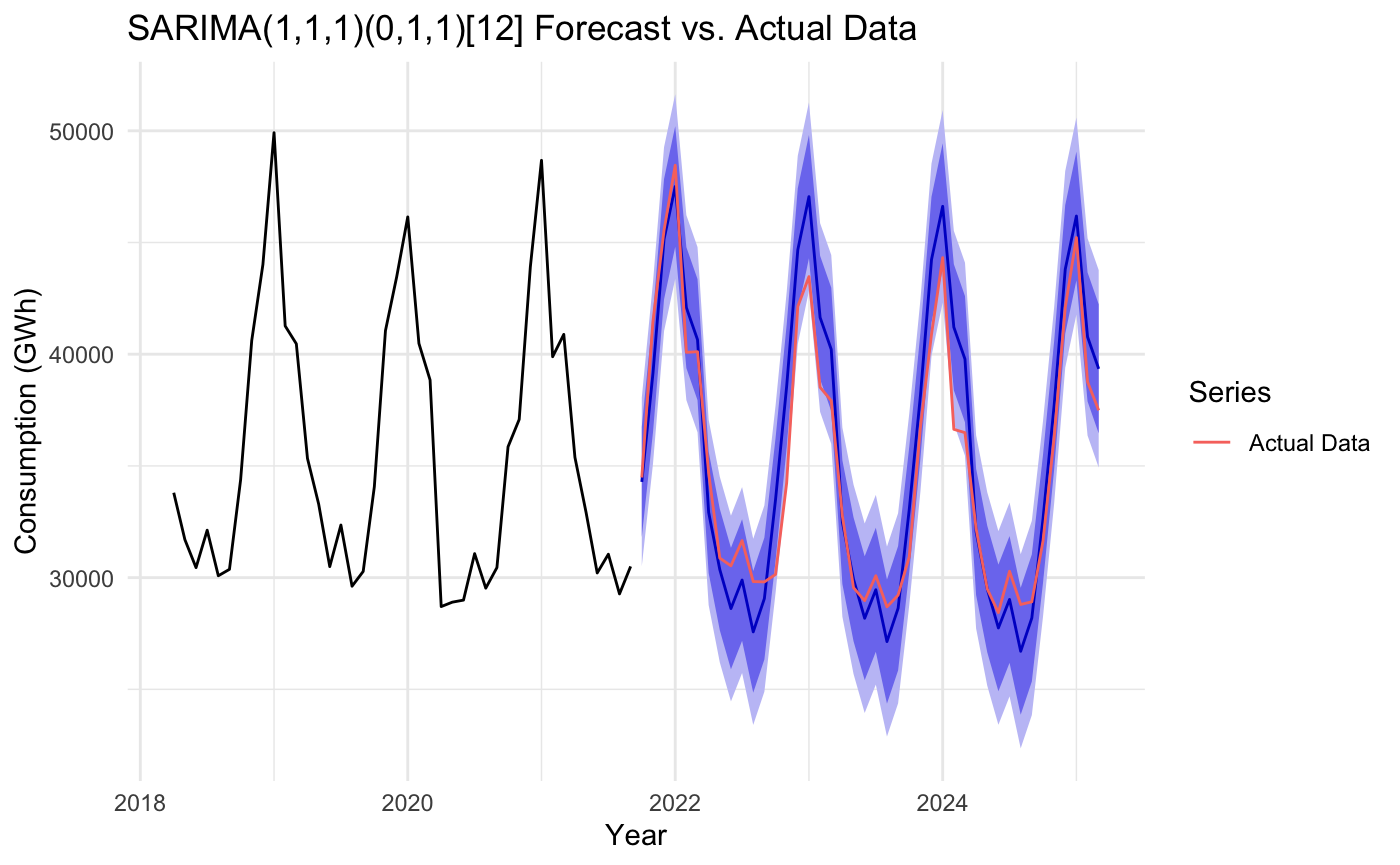 SARIMA(1,1,1)(0,1,1)[12] Forecast vs. Actual Data
50000
40000
30000
Consumption (GWh)
2018
2020
2022
2024
Year
Series
Actual Data